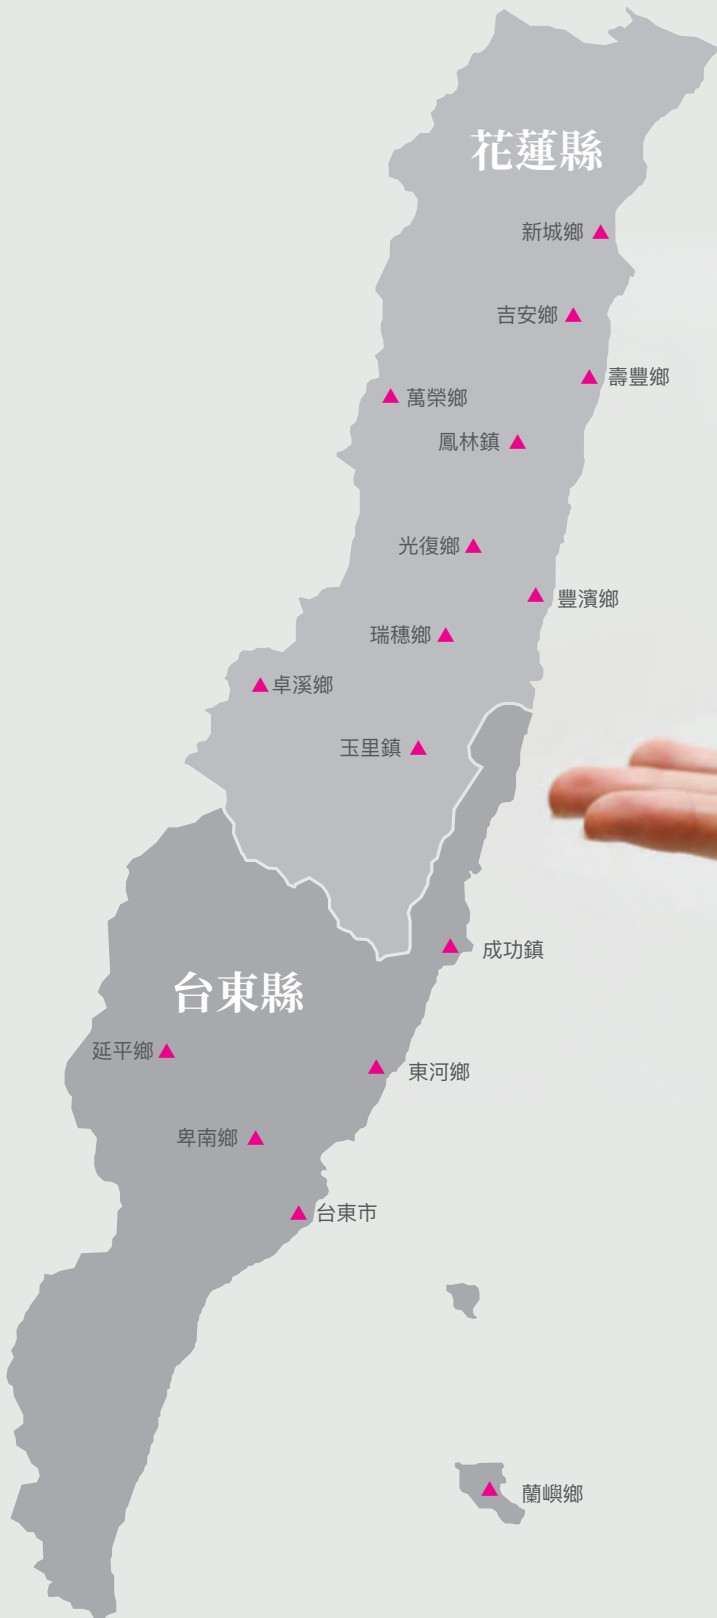 花蓮縣
新城鄉
吉安鄉
壽豐鄉
萬榮鄉
鳳林鎮
光復鄉
豐濱鄉
瑞穗鄉
卓溪鄉
玉里鎮
成功鎮
台東縣
延平鄉
東河鄉
卑南鄉
台東市
蘭嶼鄉